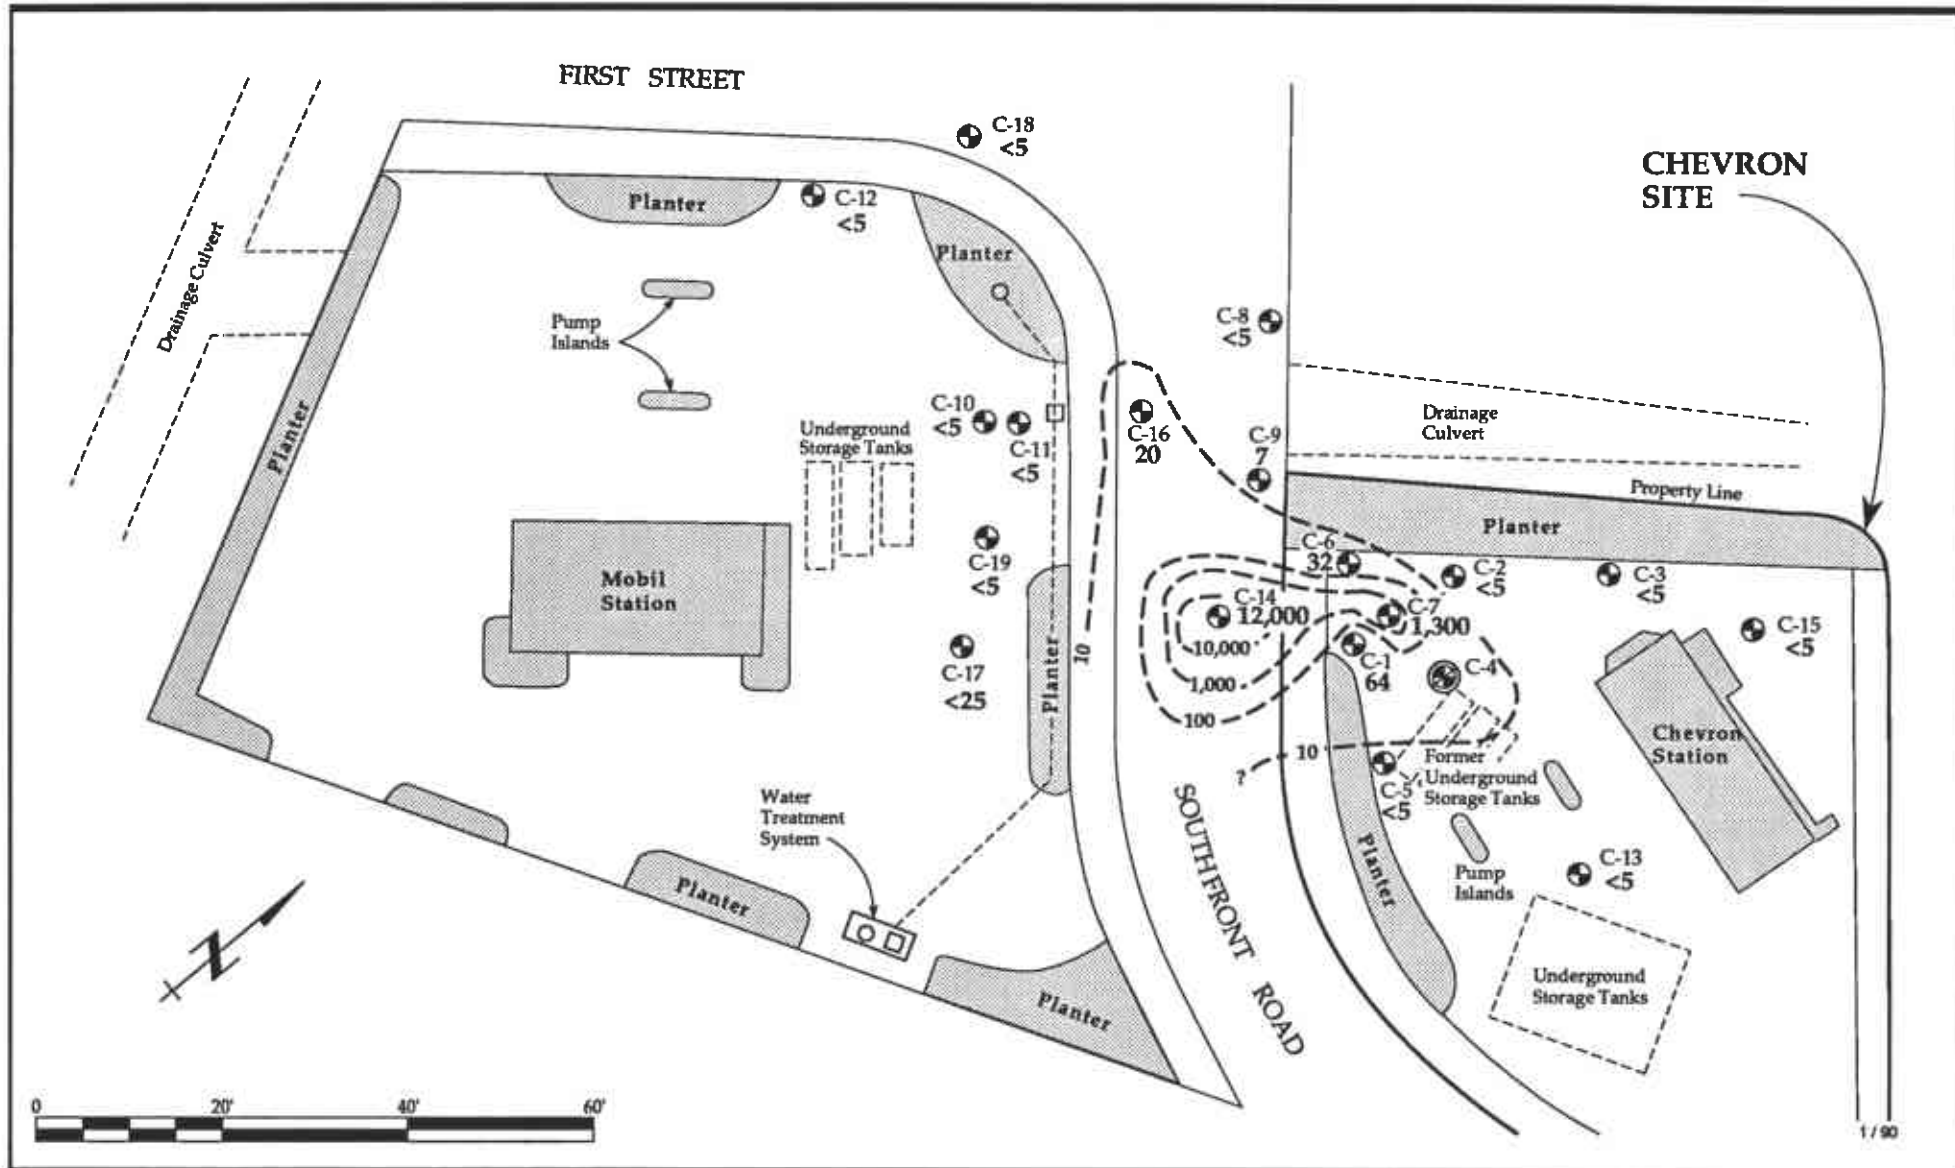 FIRST STREET
C-18
<5
CHEVRON
SITE
Planter
C-12
<5
Planter
Drainage Culvert
Pump
Islands
C-8
<5
Planter
C-10
<5
C-11
<5
Underground
Storage Tanks
C-16
20
C-9
7
Drainage
Culvert
Property Line
Planter
C-19
<5
Mobil
Station
C-6
32
C-2
<5
C-3
<5
C-14
12,000
C-7
1,300
C-15
<5
10,000
C-1
64
C-4
C-17
<25
Planter
10
1,000
100
10
?
Chevron
Station
C-5
<5
Former
Underground
Storage Tanks
Water
Treatment
System
SOUTHFRONT ROAD
Planter
Pump
Islands
C-13
<5
Planter
N
Planter
Underground
Storage Tanks
0 20' 40' 60'
1/90